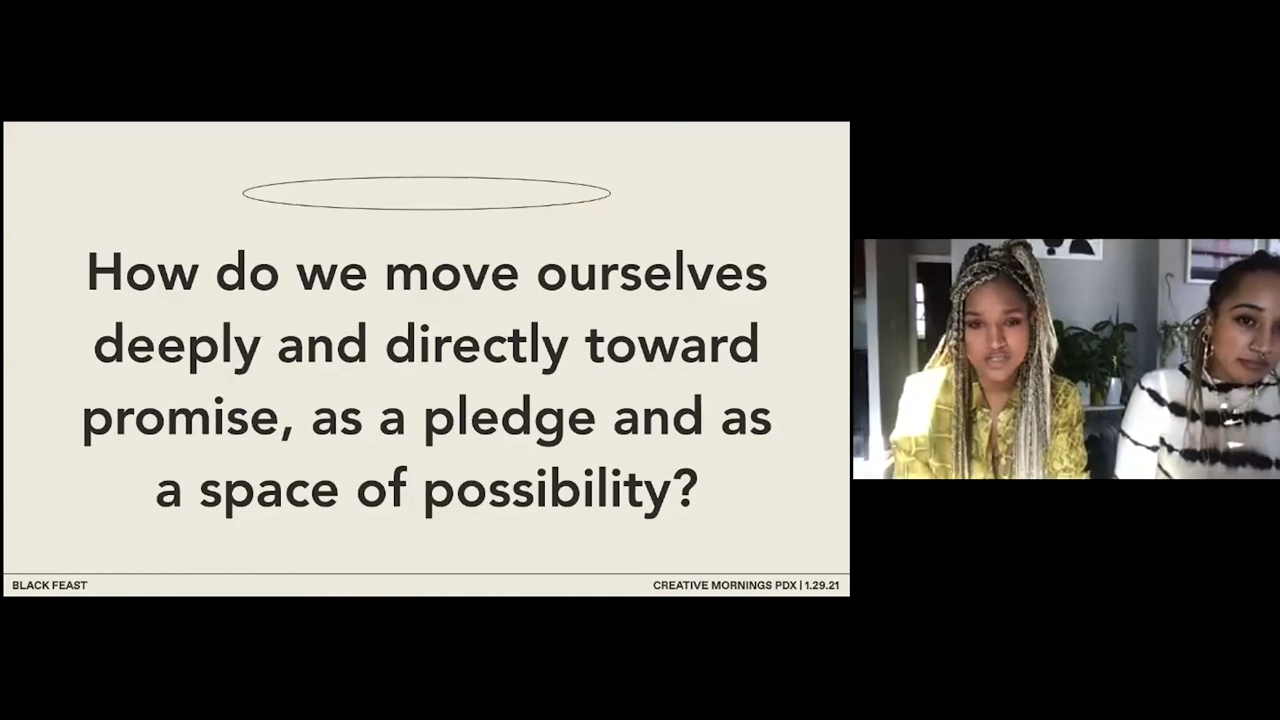 How do we move ourselves
deeply and directly toward
promise, as a pledge and as
a space of possibility?
BLACK FEAST
CREATIVE MORNINGS PDX | 1.29.21